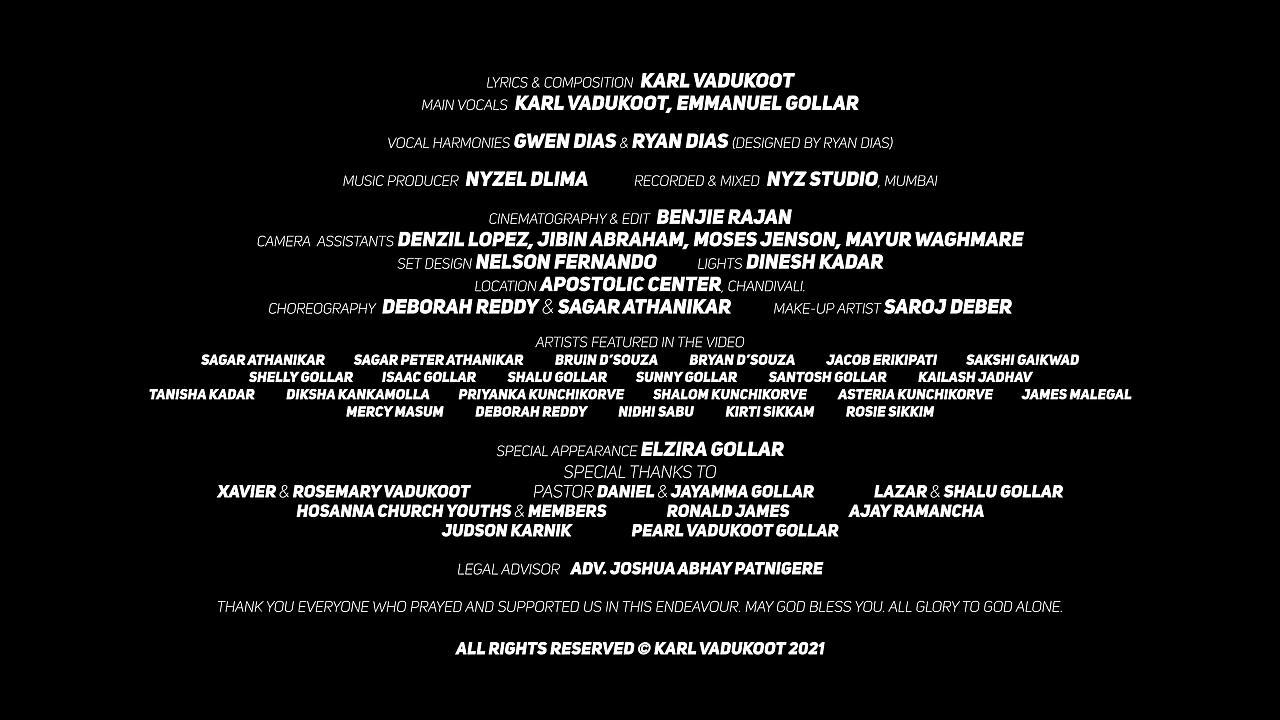 LYRICS & COMPOSITION KARL VADUKOOT
MAIN VOCALS KARL VADUKOOT, EMMANUEL GOLLAR
VOCAL HARMONIES GWEN DIAS & RYAN DIAS (DESIGNED BY RYAN DIAS)
MUSIC PRODUCER NYZEL DLIMA RECORDED & MIXED NYZ STUDIO, MUMBAI
CINEMATOGRAPHY & EDIT BENJIE RAJAN
CAMERA ASSISTANTS DENZIL LOPEZ, JIBIN ABRAHAM, MOSES JENSON, MAYUR WAGHMARE
SET DESIGN NELSON FERNANDO LIGHTS DINESH KADAR
LOCATION APOSTOLIC CENTER, CHANDIVALI.
CHOREOGRAPHY DEBORAH REDDY & SAGAR ATHANIKAR MAKE-UP ARTIST SAROJ DEBER
ARTISTS FEATURED IN THE VIDEO
SAGAR ATHANIKAR SAGAR PETER ATHANIKAR BRUIN D'SOUZA BRYAN D'SOUZA JACOB ERIKIPATI SAKSHI GAIKWAD
SHELLY GOLLAR ISAAC GOLLAR SHALU GOLLAR SUNNY GOLLAR SANTOSH GOLLAR KAILASH JADHAV
TANISHA KADAR DIKSHA KANKAMOLLA PRIYANKA KUNCHIKORVE SHALOM KUNCHIKORVE ASTERIA KUNCHIKORVE JAMES MALEGAL
MERCY MASUM DEBORAH REDDY NIDHI SABU KIRTI SIKKAM ROSIE SIKKIM
SPECIAL APPEARANCE ELZIRA GOLLAR
SPECIAL THANKS TO
XAVIER & ROSEMARY VADUKOOT PASTOR DANIEL & JAYAMMA GOLLAR LAZAR & SHALU GOLLAR
HOSANNA CHURCH YOUTHS & MEMBERS RONALD JAMES AJAY RAMANCHA
JUDSON KARNIK PEARL VADUKOOT GOLLAR
LEGAL ADVISOR ADV. JOSHUA ABHAY PATNIGERE
THANK YOU EVERYONE WHO PRAYED AND SUPPORTED US IN THIS ENDEAVOUR. MAY GOD BLESS YOU. ALL GLORY TO GOD ALONE.
ALL RIGHTS RESERVED © KARL VADUKOOT 2021